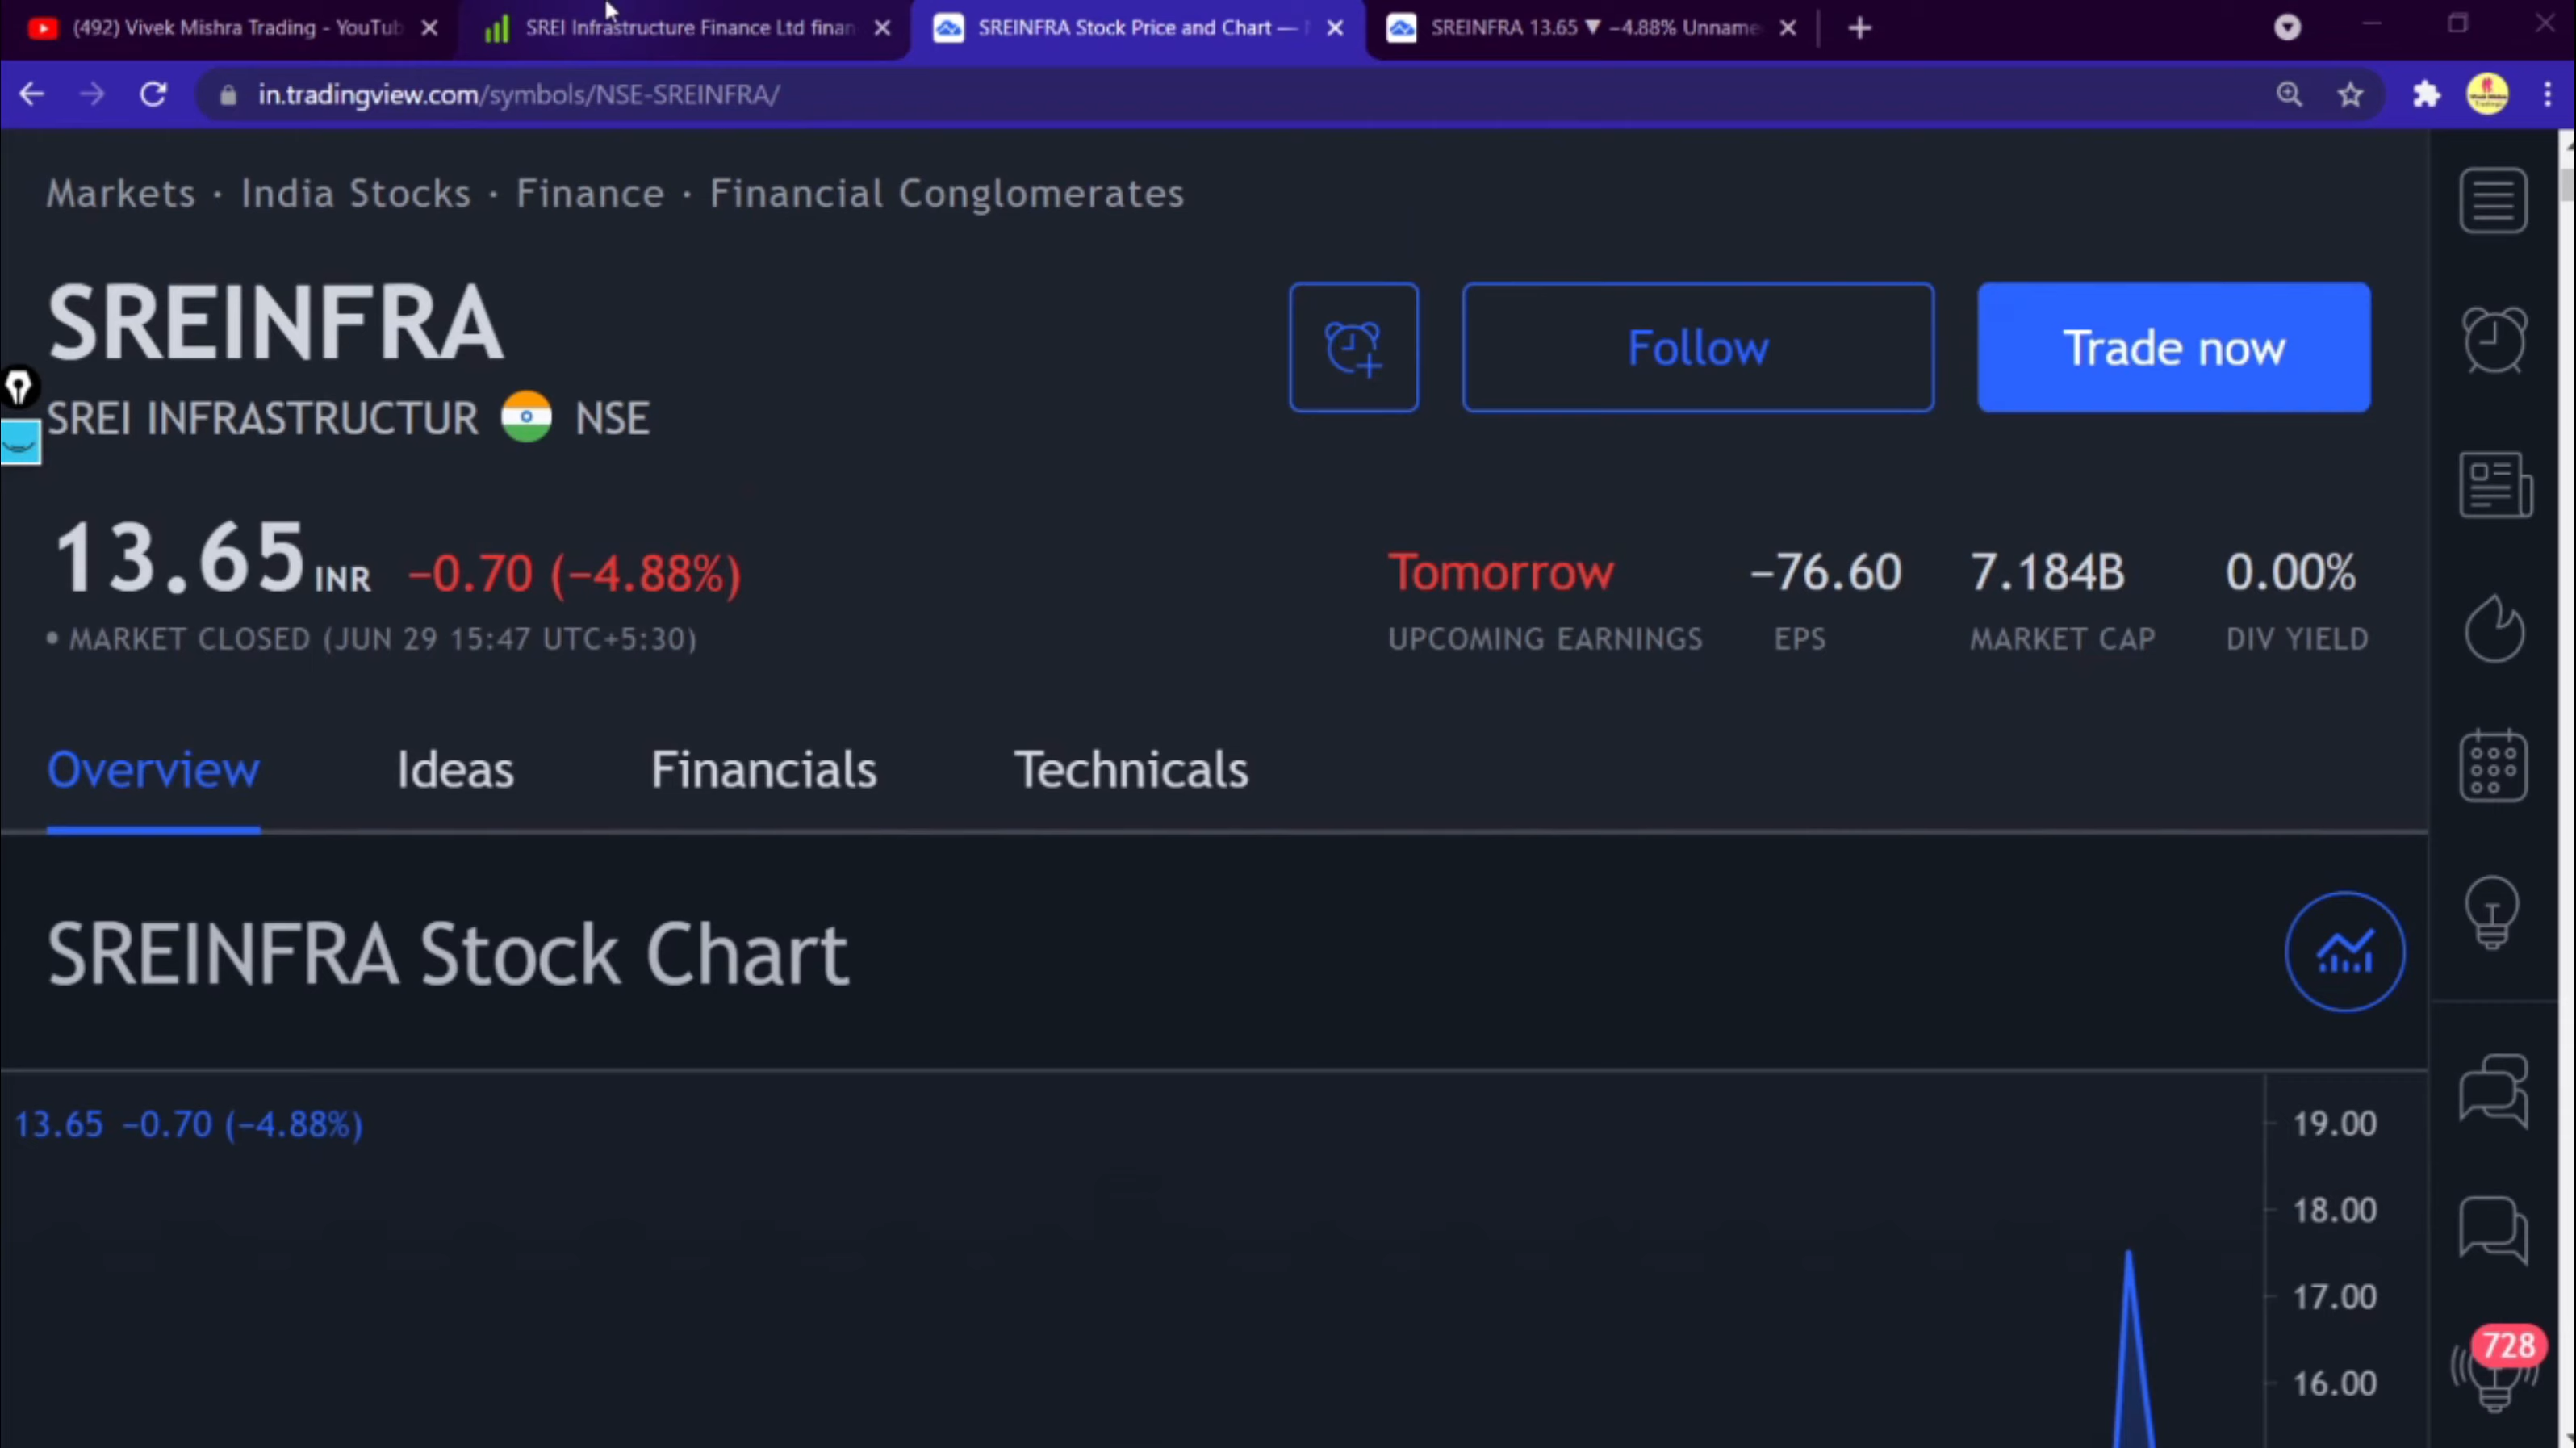 (492) Vivek Mishra Trading - YouTub
SREI Infrastructure Finance Ltd finan
SREINFRA Stock Price and Chart —
SREINFRA 13.65 ▼ −4.88% Unname
in.tradingview.com/symbols/NSE-SREINFRA/
Markets · India Stocks · Finance · Financial Conglomerates
SREINFRA
Follow
Trade now
SREI INFRASTRUCTUR NSE
13.65 INR −0.70 (−4.88%)
Tomorrow −76.60 7.184B 0.00%
• MARKET CLOSED (JUN 29 15:47 UTC+5:30)
UPCOMING EARNINGS EPS MARKET CAP DIV YIELD
Overview Ideas Financials Technicals
SREINFRA Stock Chart
13.65 −0.70 (−4.88%)
19.00
18.00
17.00
728
16.00